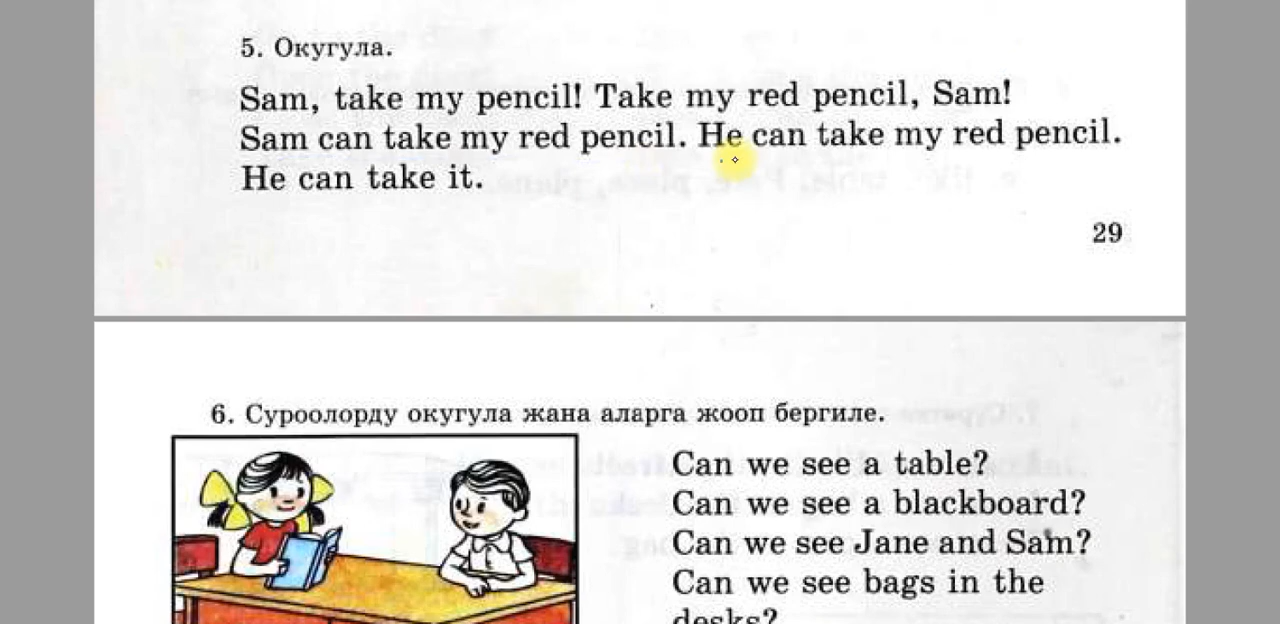 5. Окугула.
Sam, take my pencil! Take my red pencil, Sam!
Sam can take my red pencil. He can take my red pencil.
He can take it.
29
6. Суроолорду окугула жана аларга жооп бергиле.
Can we see a table?
Can we see a blackboard?
Can we see Jane and Sam?
Can we see bags in the
desks?